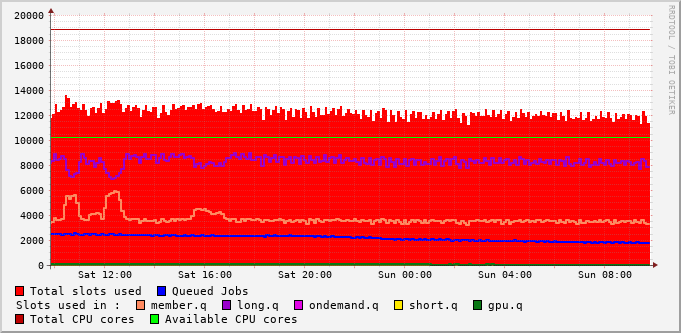 RRDTOOL / TOBI OETIKER
20000
18000
16000
14000
12000
10000
8000
6000
4000
2000
0
Sat 12:00 Sat 16:00 Sat 20:00 Sun 00:00 Sun 04:00 Sun 08:00
Total slots used Queued Jobs
Slots used in : member.q long.q ondemand.q short.q gpu.q
Total CPU cores Available CPU cores